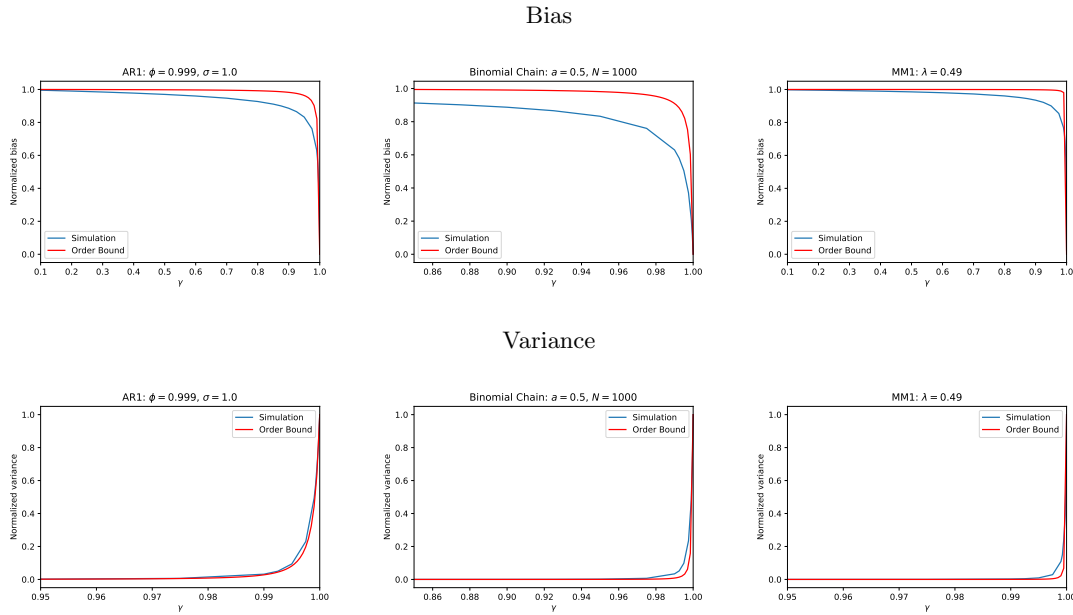 Bias
AR1: ϕ = 0.999, σ = 1.0
Normalized bias
1.0
0.8
0.6
0.4
0.2
0.0
Simulation
Order Bound
0.1 0.2 0.3 0.4 0.5 0.6 0.7 0.8 0.9 1.0
γ
Binomial Chain: a = 0.5, N = 1000
Normalized bias
1.0
0.8
0.6
0.4
0.2
0.0
Simulation
Order Bound
0.86 0.88 0.90 0.92 0.94 0.96 0.98 1.00
γ
MM1: λ = 0.49
Normalized bias
1.0
0.8
0.6
0.4
0.2
0.0
Simulation
Order Bound
0.1 0.2 0.3 0.4 0.5 0.6 0.7 0.8 0.9 1.0
γ
Variance
AR1: ϕ = 0.999, σ = 1.0
Normalized variance
1.0
0.8
0.6
0.4
0.2
0.0
Simulation
Order Bound
0.95 0.96 0.97 0.98 0.99 1.00
γ
Binomial Chain: a = 0.5, N = 1000
Normalized variance
1.0
0.8
0.6
0.4
0.2
0.0
Simulation
Order Bound
0.86 0.88 0.90 0.92 0.94 0.96 0.98 1.00
γ
MM1: λ = 0.49
Normalized variance
1.0
0.8
0.6
0.4
0.2
0.0
Simulation
Order Bound
0.95 0.96 0.97 0.98 0.99 1.00
γ